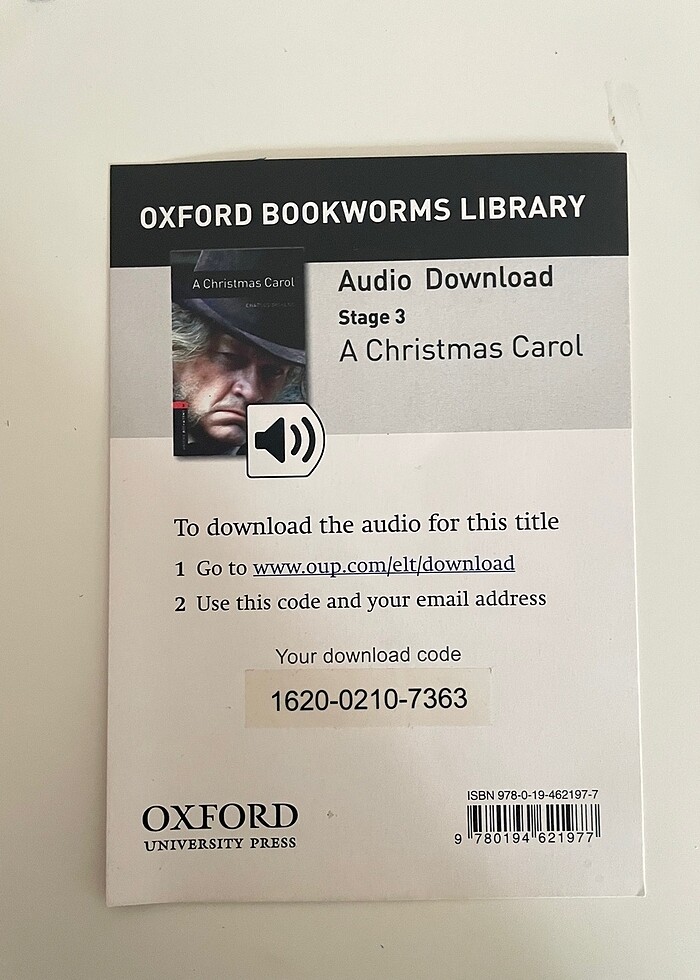 OXFORD BOOKWORMS LIBRARY
A Christmas Carol
Audio Download
Stage 3
A Christmas Carol
To download the audio for this title
1 Go to www.oup.com/elt/download
2 Use this code and your email address
Your download code
1620-0210-7363
OXFORD
UNIVERSITY PRESS
ISBN 978-0-19-462197-7
9 780194 621977